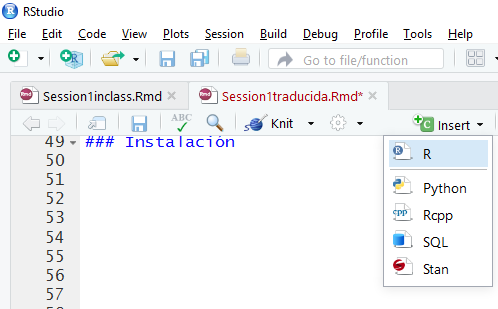 RStudio
File Edit View Plots Session Build Debug Profile Tools Help
Go to file/function
Session1inclass.Rmd Session1traducida.Rmd*
ABC Knit Insert
49 ### Instalación
50
51
52
53
54
55
56
57
58
R
Python
Rcpp
SQL
Stan